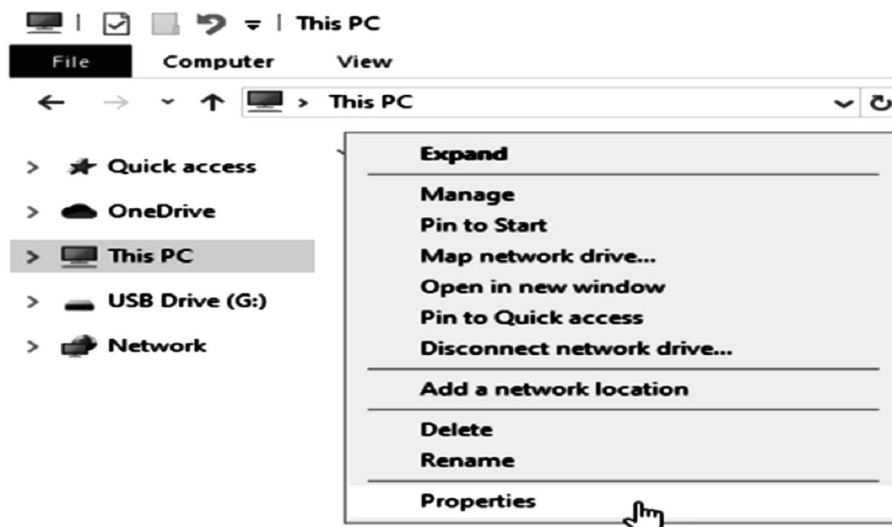 This PC
File Computer View
This PC
Quick access
OneDrive
This PC
USB Drive (G:)
Network
Expand
Manage
Pin to Start
Map network drive...
Open in new window
Pin to Quick access
Disconnect network drive...
Add a network location
Delete
Rename
Properties